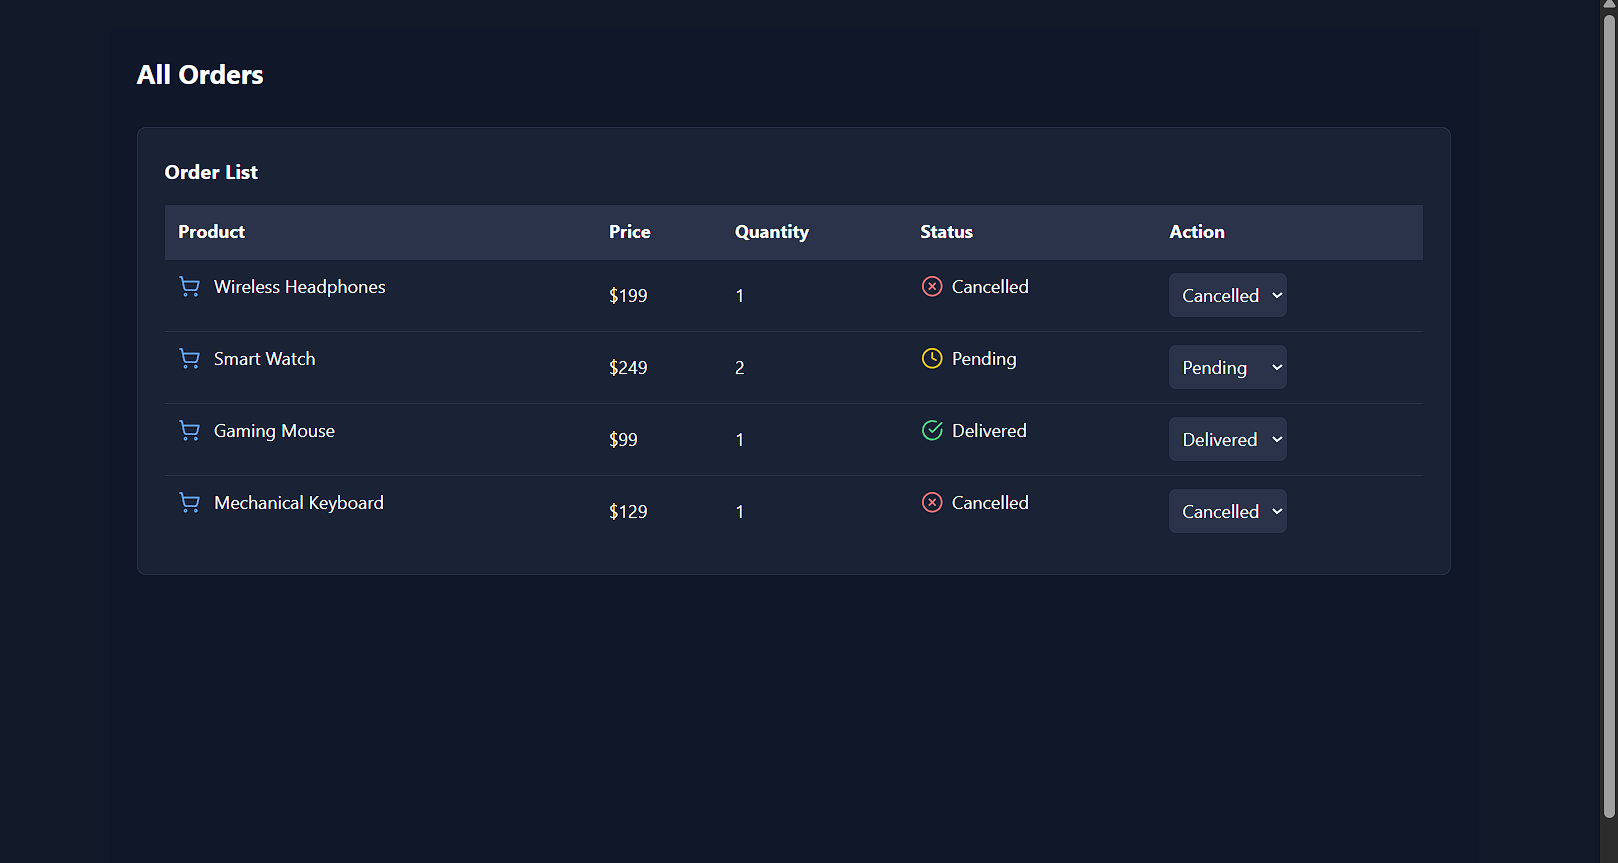 All Orders
Order List
Product Price Quantity Status Action
Wireless Headphones $199 1 Cancelled Cancelled
Smart Watch $249 2 Pending Pending
Gaming Mouse $99 1 Delivered Delivered
Mechanical Keyboard $129 1 Cancelled Cancelled